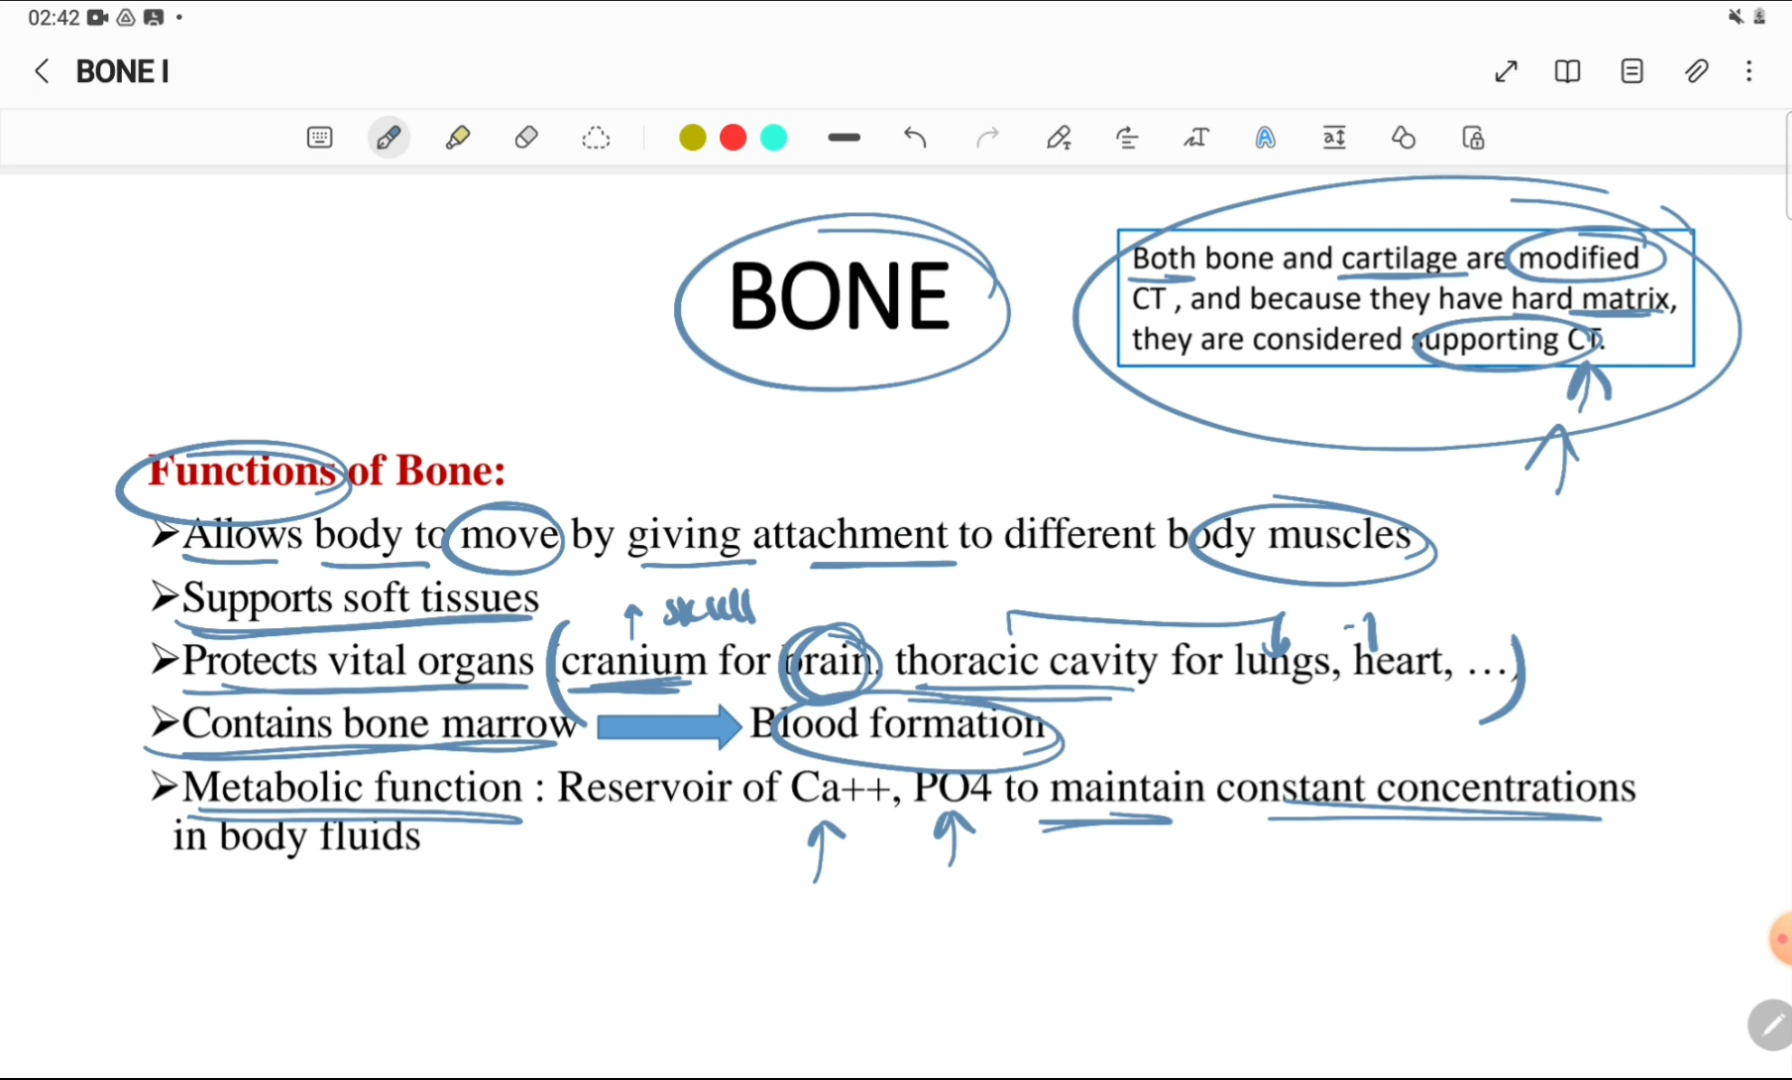 02:42
BONE I
BONE
Both bone and cartilage are modified
CT , and because they have hard matrix,
they are considered supporting CT.
Functions of Bone:
➢Allows body to move by giving attachment to different body muscles
➢Supports soft tissues
skull
➢Protects vital organs (cranium for brain, thoracic cavity for lungs, heart, …)
➢Contains bone marrow Blood formation
➢Metabolic function : Reservoir of Ca++, PO4 to maintain constant concentrations
in body fluids